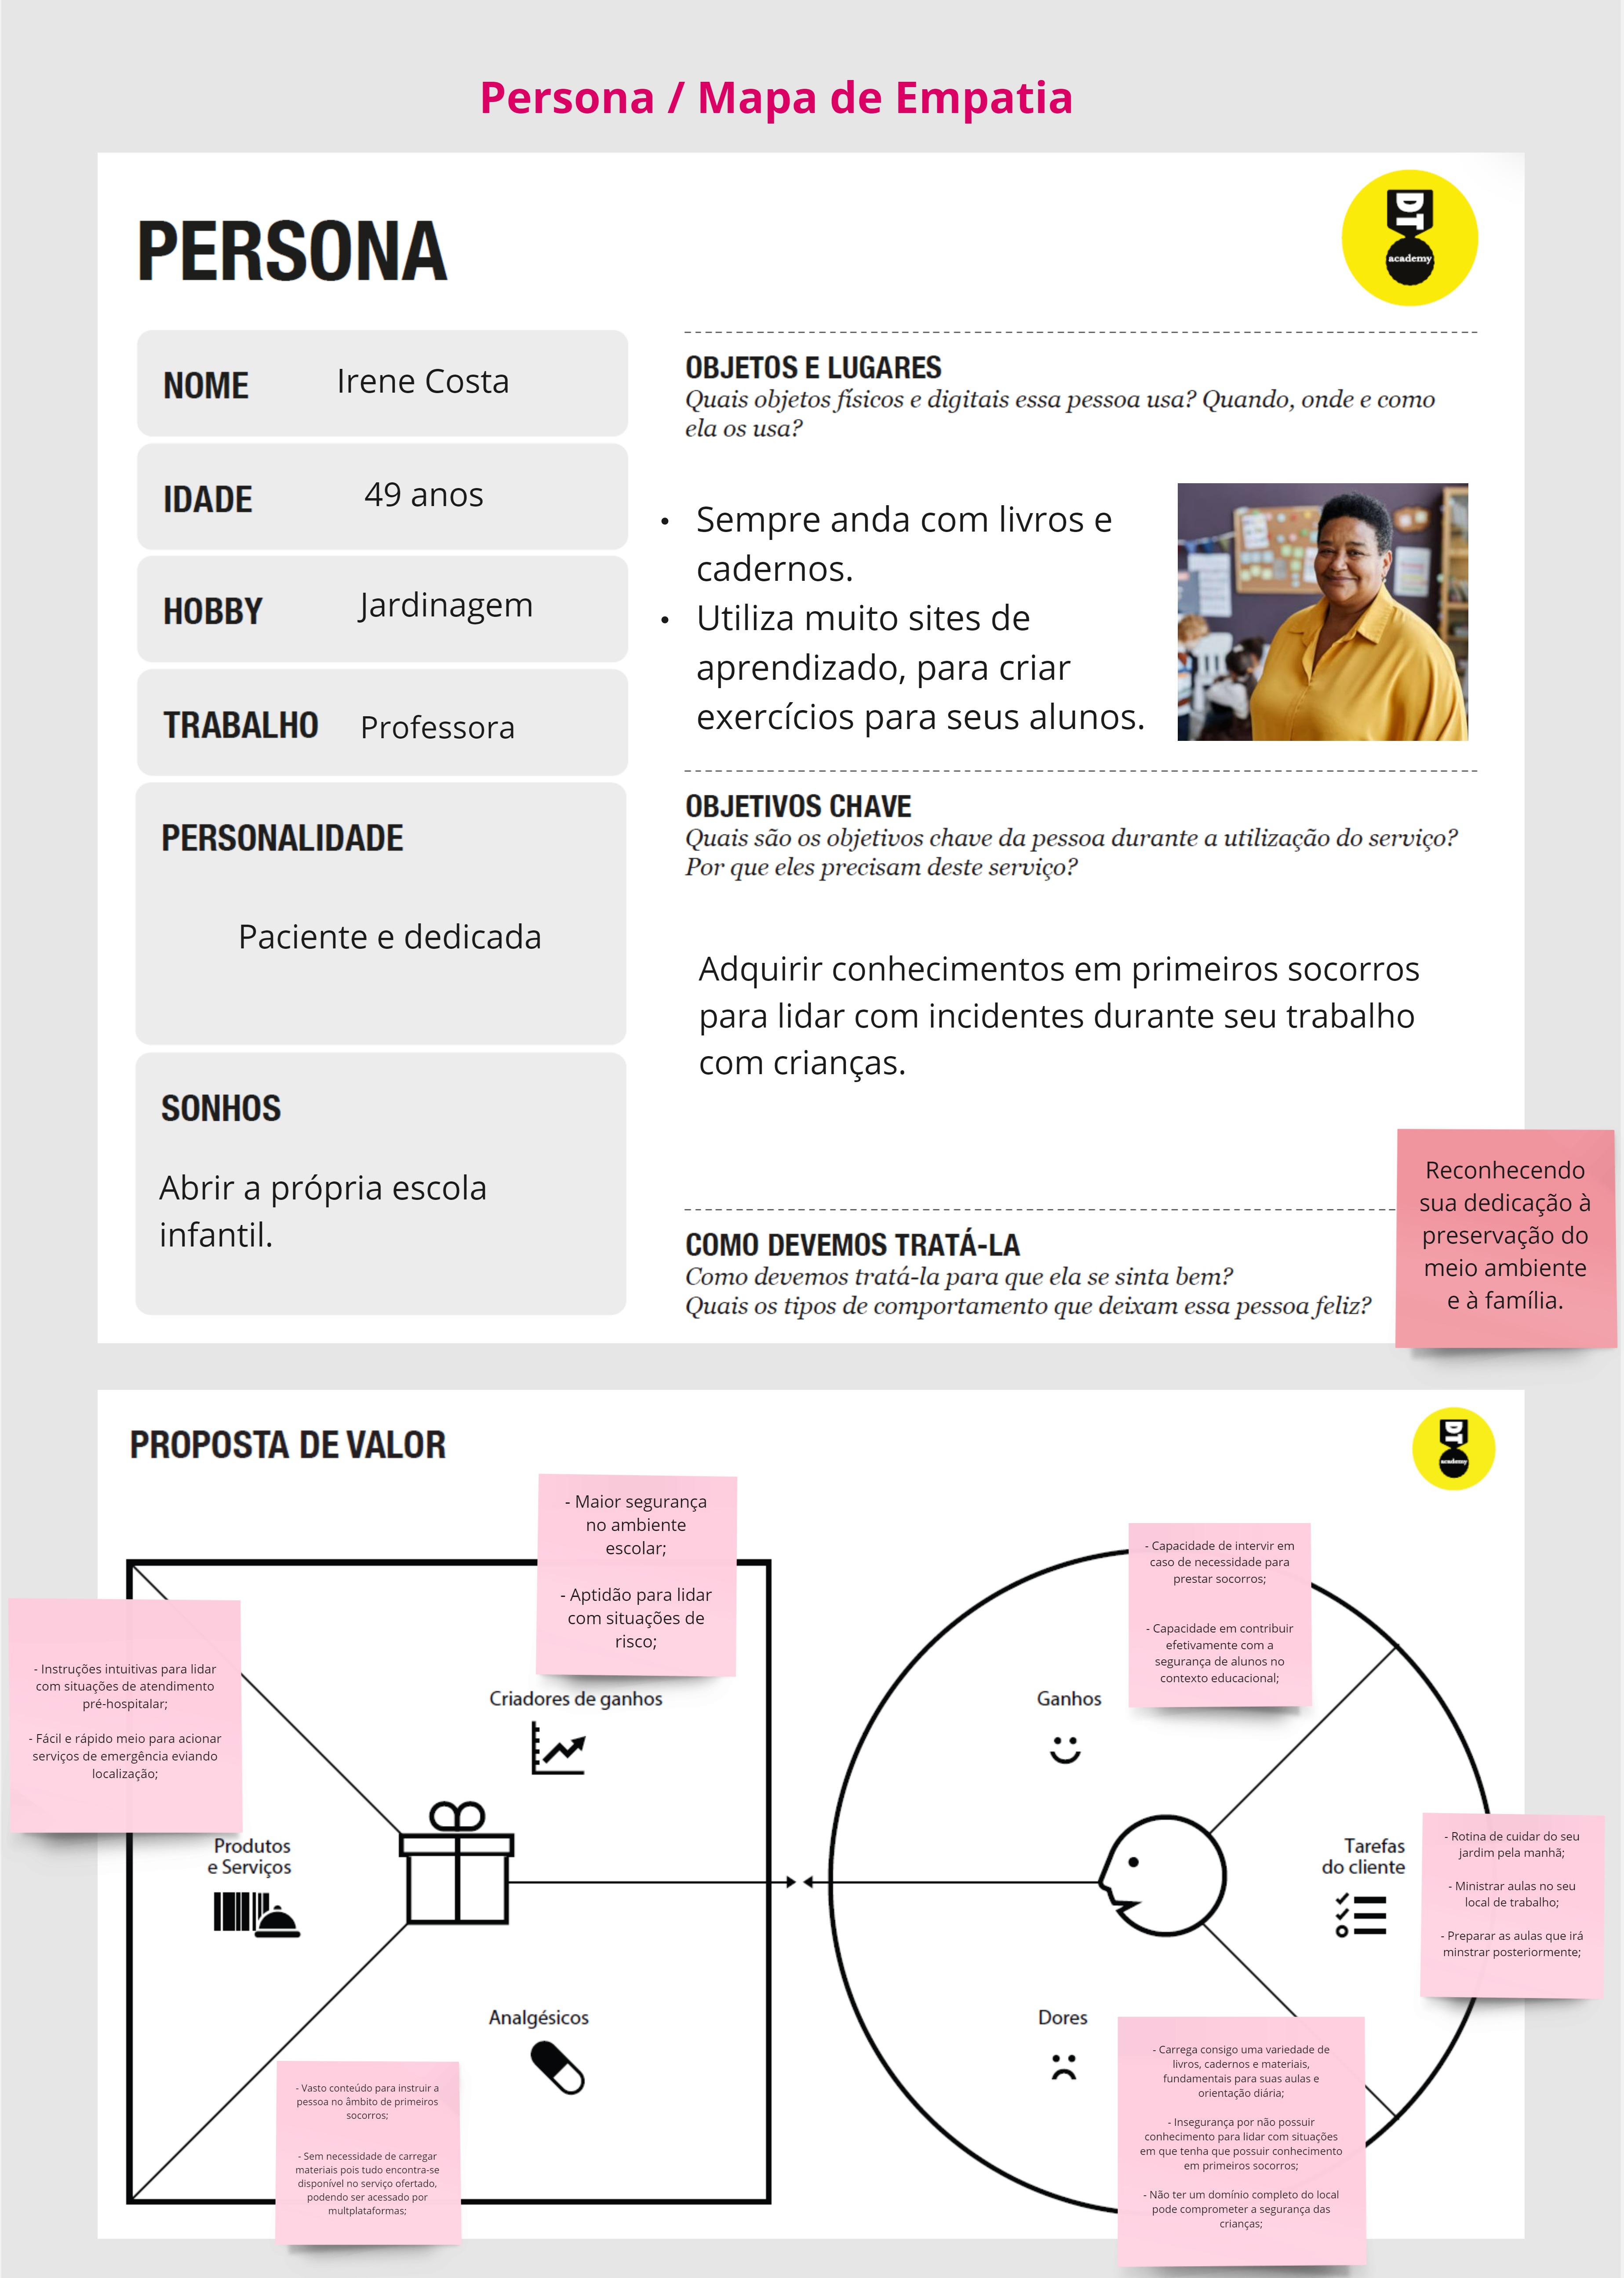 Persona / Mapa de Empatia
PERSONA
DT
academy
NOME
Irene Costa
IDADE
49 anos
HOBBY
Jardinagem
TRABALHO
Professora
PERSONALIDADE
Paciente e dedicada
SONHOS
Abrir a própria escola
infantil.
OBJETOS E LUGARES
Quais objetos físicos e digitais essa pessoa usa? Quando, onde e como
ela os usa?
• Sempre anda com livros e
cadernos.
• Utiliza muito sites de
aprendizado, para criar
exercícios para seus alunos.
OBJETIVOS CHAVE
Quais são os objetivos chave da pessoa durante a utilização do serviço?
Por que eles precisam deste serviço?
Adquirir conhecimentos em primeiros socorros
para lidar com incidentes durante seu trabalho
com crianças.
COMO DEVEMOS TRATÁ-LA
Como devemos tratá-la para que ela se sinta bem?
Quais os tipos de comportamento que deixam essa pessoa feliz?
Reconhecendo
sua dedicação à
preservação do
meio ambiente
e à família.
PROPOSTA DE VALOR
DT
academy
- Maior segurança
no ambiente
escolar;
- Aptidão para lidar
com situações de
risco;
Criadores de ganhos
- Instruções intuitivas para lidar
com situações de atendimento
pré-hospitalar;
- Fácil e rápido meio para acionar
serviços de emergência eviando
localização;
Produtos
e Serviços
Analgésicos
- Vasto conteúdo para instruir a
pessoa no âmbito de primeiros
socorros;
- Sem necessidade de carregar
materiais pois tudo encontra-se
disponível no serviço ofertado,
podendo ser acessado por
multplataformas;
- Capacidade de intervir em
caso de necessidade para
prestar socorros;
- Capacidade em contribuir
efetivamente com a
segurança de alunos no
contexto educacional;
Ganhos
Tarefas
do cliente
- Rotina de cuidar do seu
jardim pela manhã;
- Ministrar aulas no seu
local de trabalho;
- Preparar as aulas que irá
minstrar posteriormente;
Dores
- Carrega consigo uma variedade de
livros, cadernos e materiais,
fundamentais para suas aulas e
orientação diária;
- Insegurança por não possuir
conhecimento para lidar com situações
em que tenha que possuir conhecimento
em primeiros socorros;
- Não ter um domínio completo do local
pode comprometer a segurança das
crianças;